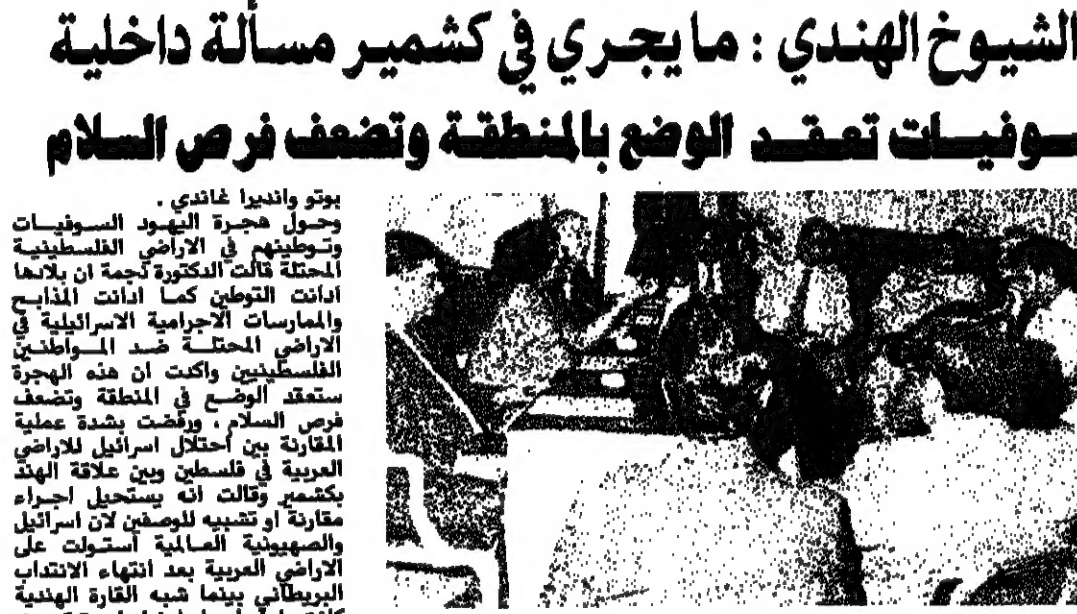 الشيوخ الهندي : ما يجري في كشمير مسألة داخلية
سوفيات تعقد الوضع بالمنطقة وتضعف فرص السلام
بوتو وانديرا غاندي .
وحول هجرة اليهود السوفيات
وتوطينهم في الاراضي الفلسطينية
المحتلة قالت الدكتورة نجمة ان بلادها
ادانت التوطين كما ادانت المذابح
والممارسات الاجرامية الاسرائيلية في
الاراضي المحتلة ضد المواطنين
الفلسطينيين واكدت ان هذه الهجرة
ستعقد الوضع في المنطقة وتضعف
فرص السلام . ورفضت بشدة عملية
المقارنة بين احتلال اسرائيل للاراضي
العربية في فلسطين وبين علاقة الهند
بكشمير وقالت انه يستحيل اجراء
مقارنة او تشبيه للوصفين لان اسرائيل
والصهيونية العالمية استولت على
الاراضي العربية بعد انتهاء الانتداب
البريطاني بينما شبه القارة الهندية